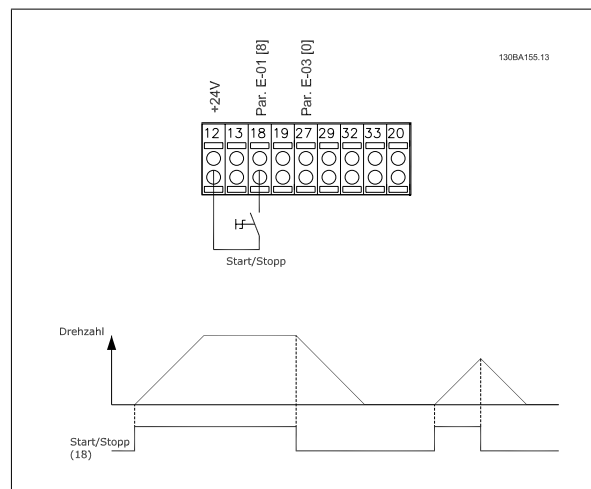 130BA155.13
+24V
Par. E-01 [8]
Par. E-03 [0]
12 13 18 19 27 29 32 33 20
Start/Stopp
Drehzahl
Start/Stopp
(18)